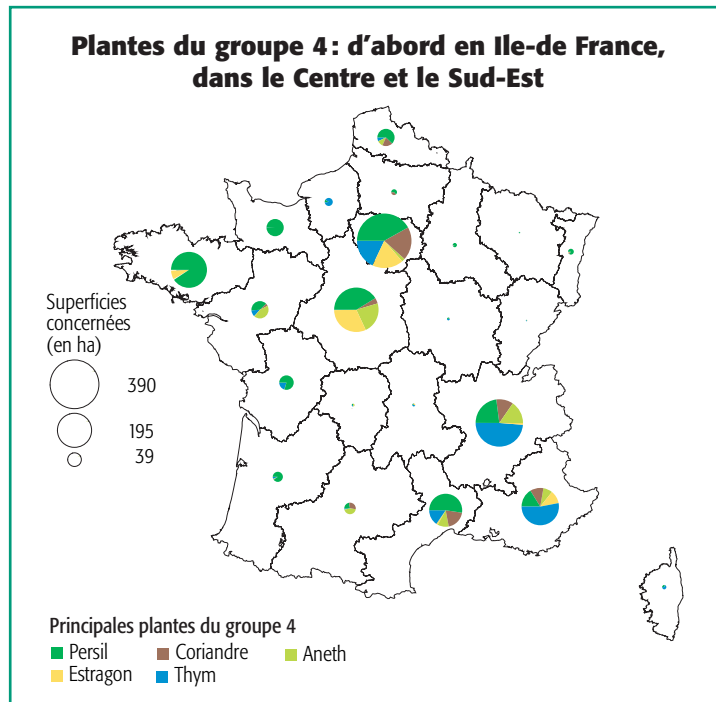 Plantes du groupe 4 : d'abord en Ile-de France,
dans le Centre et le Sud-Est
Superficies
concernées
(en ha)
390
195
39
Principales plantes du groupe 4
Persil
Coriandre
Aneth
Estragon
Thym